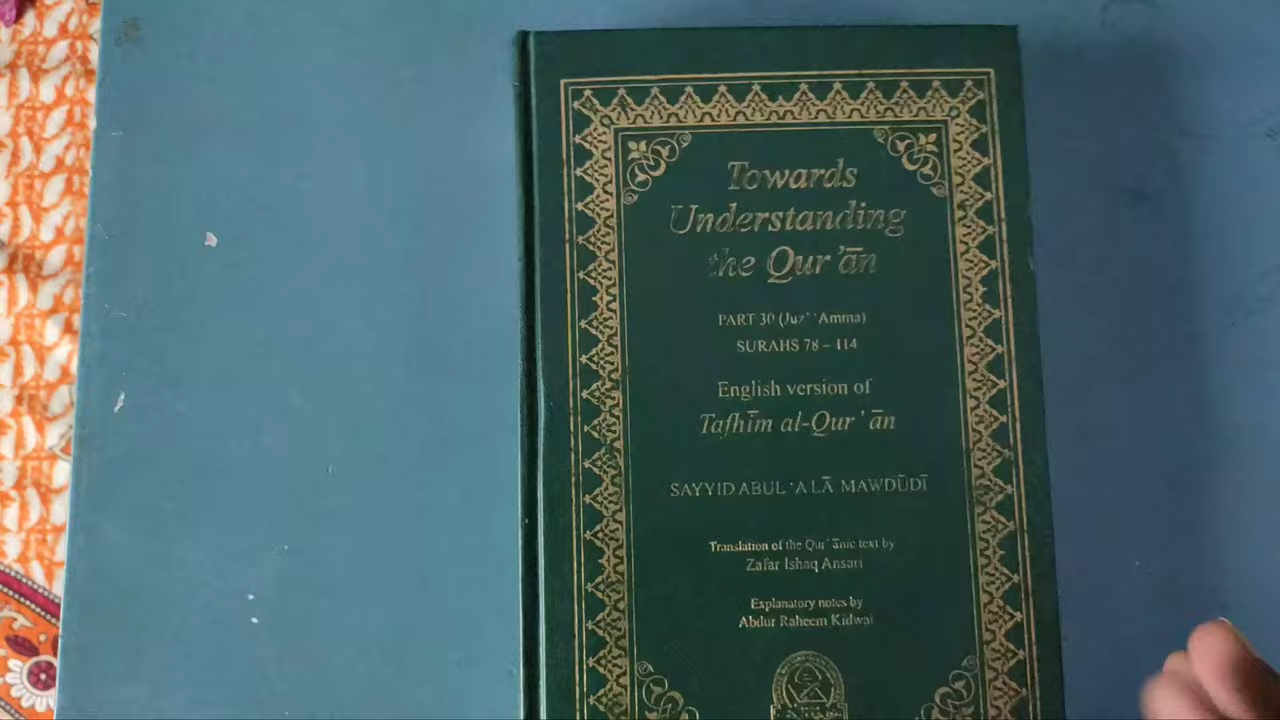 Towards
Understanding
the Qur'ān
PART 30 (Juz' 'Amma)
SURAHS 78 – 114
English version of
Tafhīm al-Qur'ān
SAYYID ABUL 'ALĀ MAWDŪDĪ
Translation of the Qur'ānic text by
Zafar Ishaq Ansari
Explanatory notes by
Abdur Raheem Kidwai